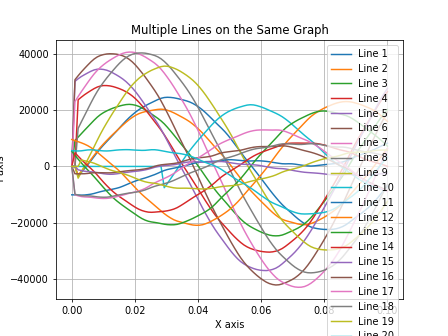 Multiple Lines on the Same Graph
40000
20000
0
−20000
−40000
0.00
0.02
0.04
0.06
X axis
Line 1
Line 2
Line 3
Line 4
Line 5
Line 6
Line 7
Line 8
Line 9
Line 10
Line 11
Line 12
Line 13
Line 14
Line 15
Line 16
Line 17
Line 18
Line 19
Line 20